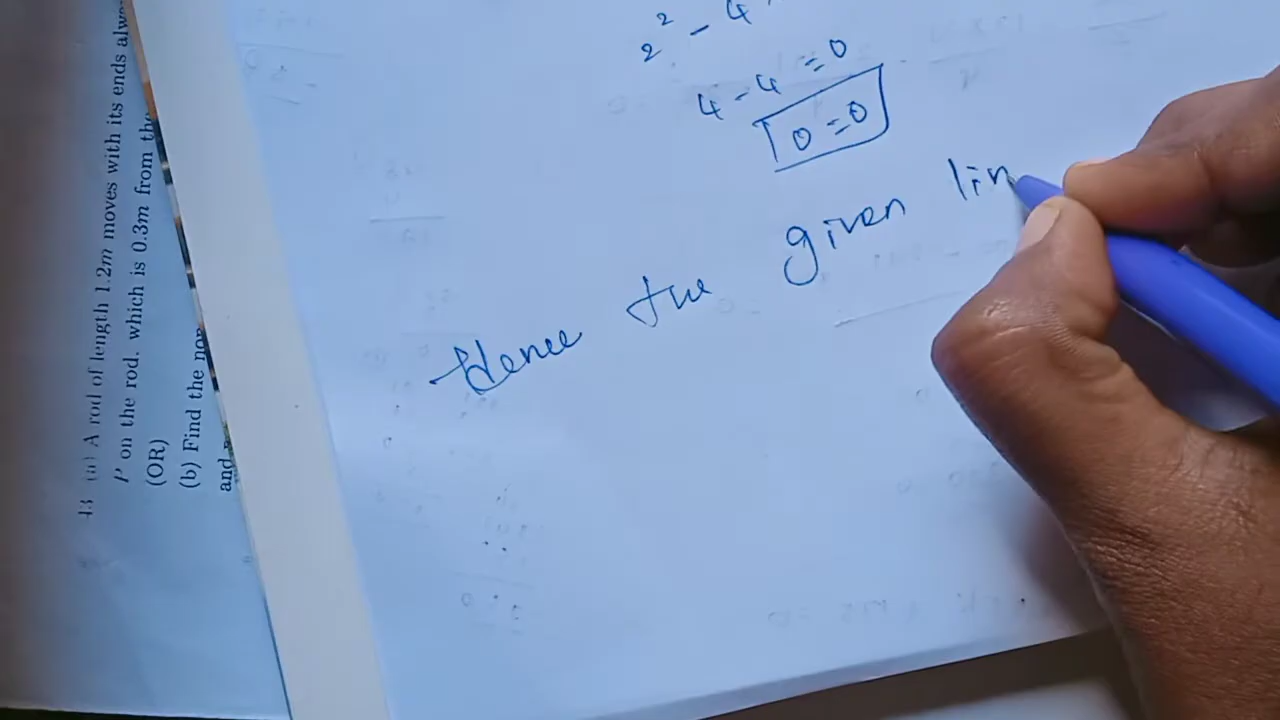 2² - 4
4 - 4 = 0
0 = 0
Hence the given lin
43 (a) A rod of length 1.2m moves with its ends alw
P on the rod. which is 0.3m from the
(OR)
(b) Find the
and